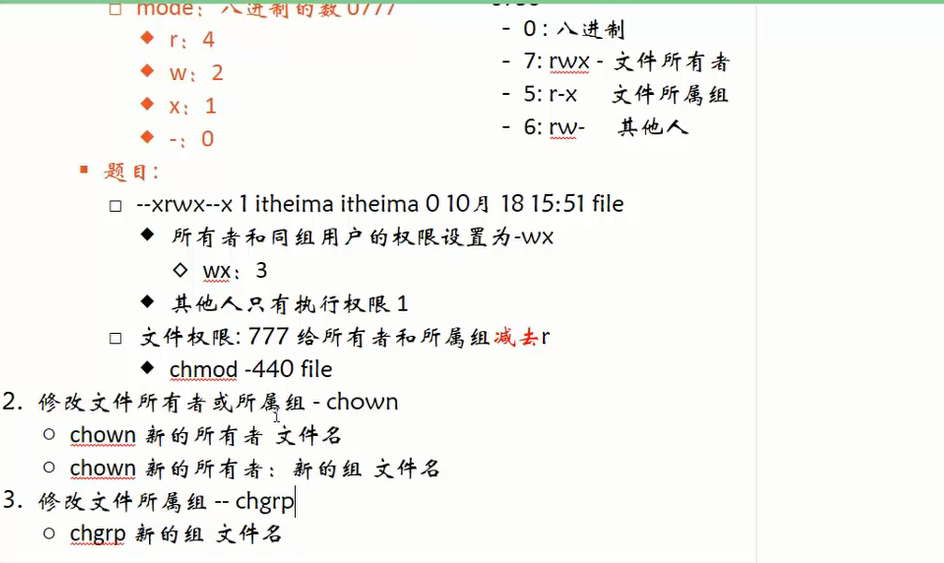 mode：八进制的数 0777
r：4
w：2
x：1
-：0
- 0：八进制
- 7: rwx - 文件所有者
- 5: r-x 文件所属组
- 6: rw- 其他人
题目：
--xrwx--x 1 itheima itheima 0 10月 18 15:51 file
所有者和同组用户的权限设置为-wx
wx：3
其他人只有执行权限 1
文件权限: 777 给所有者和所属组减去r
chmod -440 file
2. 修改文件所有者或所属组 - chown
chown 新的所有者 文件名
chown 新的所有者：新的组 文件名
3. 修改文件所属组 -- chgrp
chgrp 新的组 文件名